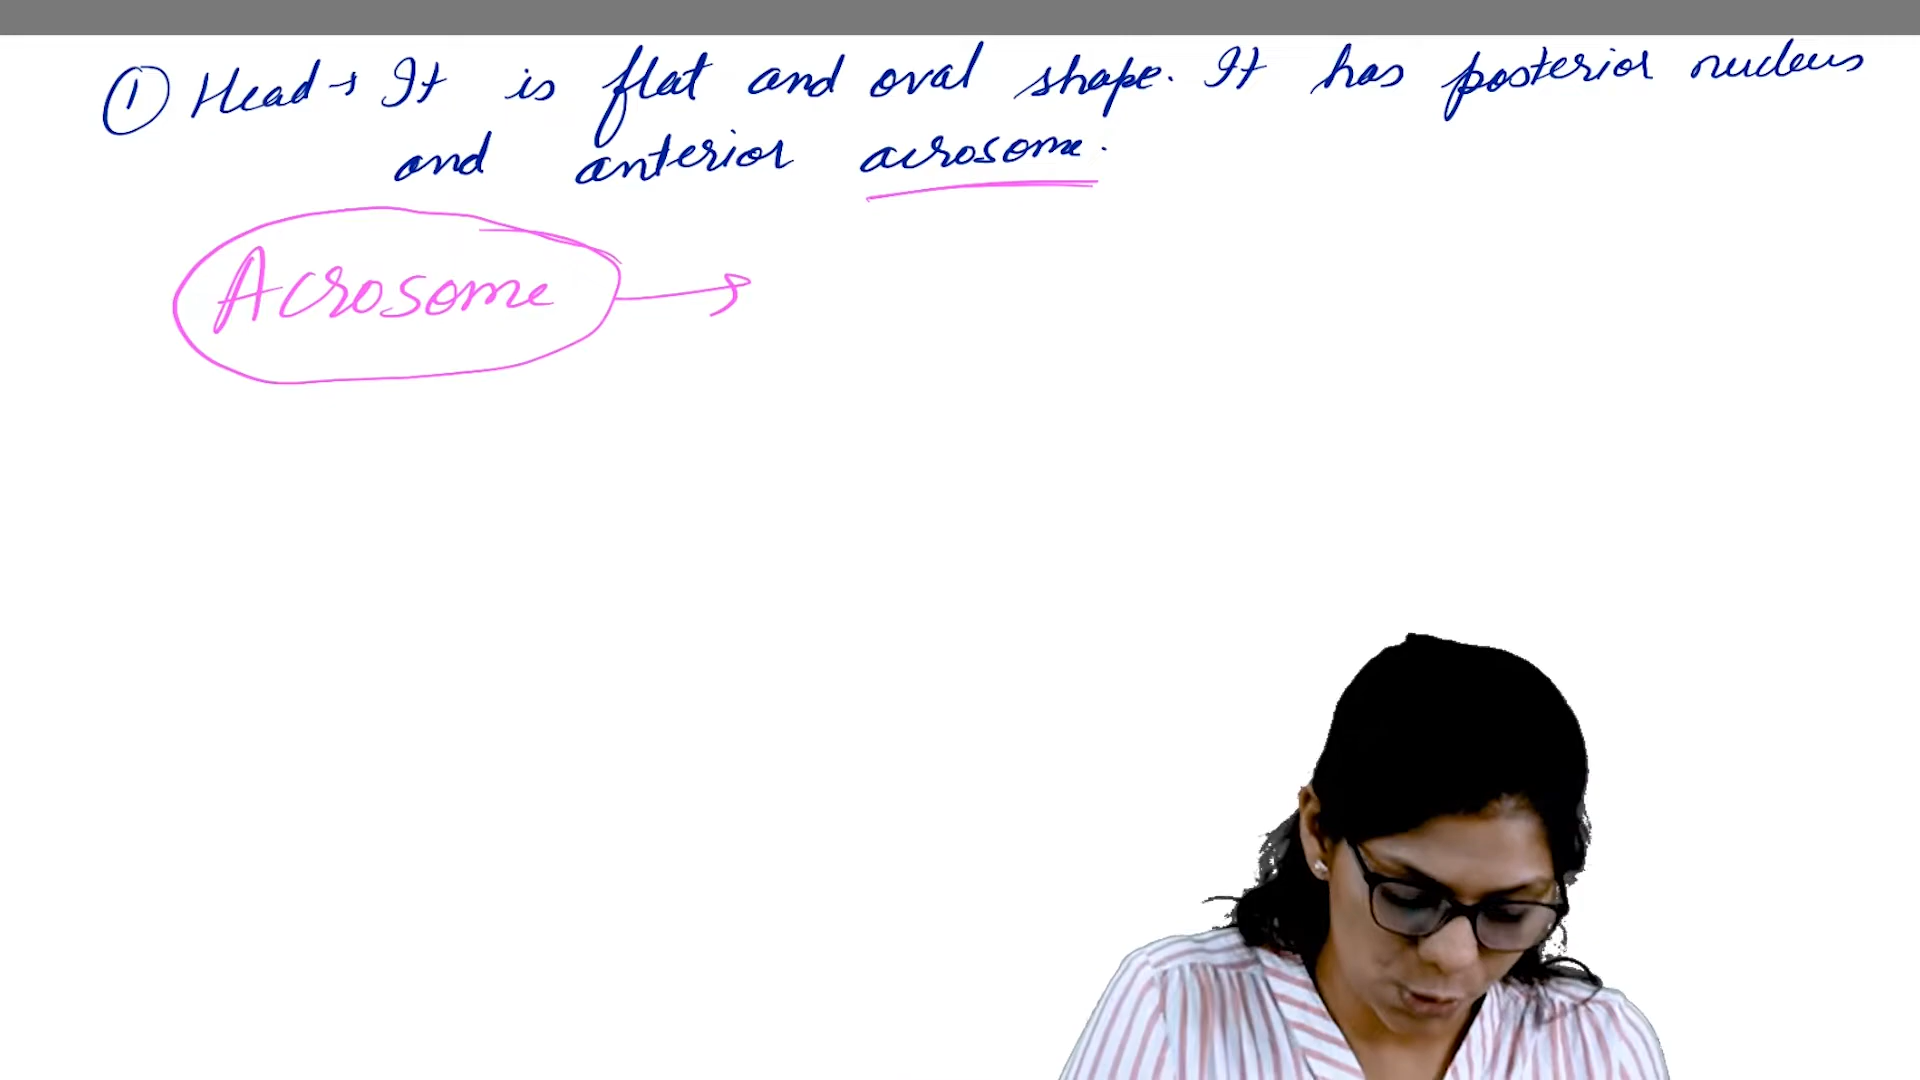 ① Head → It is flat and oval shape. It has posterior nucleus
and anterior acrosome.
Acrosome →